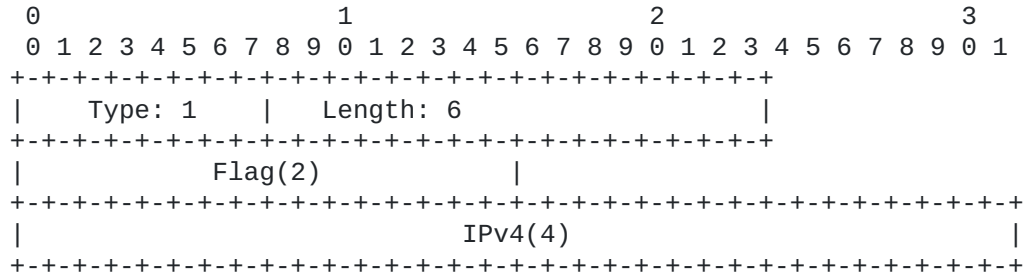 0 1 2 3
0 1 2 3 4 5 6 7 8 9 0 1 2 3 4 5 6 7 8 9 0 1 2 3 4 5 6 7 8 9 0 1
+-+-+-+-+-+-+-+-+-+-+-+-+-+-+-+-+-+-+-+-+-+-+-+-+
| Type: 1 | Length: 6 |
+-+-+-+-+-+-+-+-+-+-+-+-+-+-+-+-+-+-+-+-+-+-+-+-+
| Flag(2) |
+-+-+-+-+-+-+-+-+-+-+-+-+-+-+-+-+-+-+-+-+-+-+-+-+-+-+-+-+-+-+-+-+
| IPv4(4) |
+-+-+-+-+-+-+-+-+-+-+-+-+-+-+-+-+-+-+-+-+-+-+-+-+-+-+-+-+-+-+-+-+